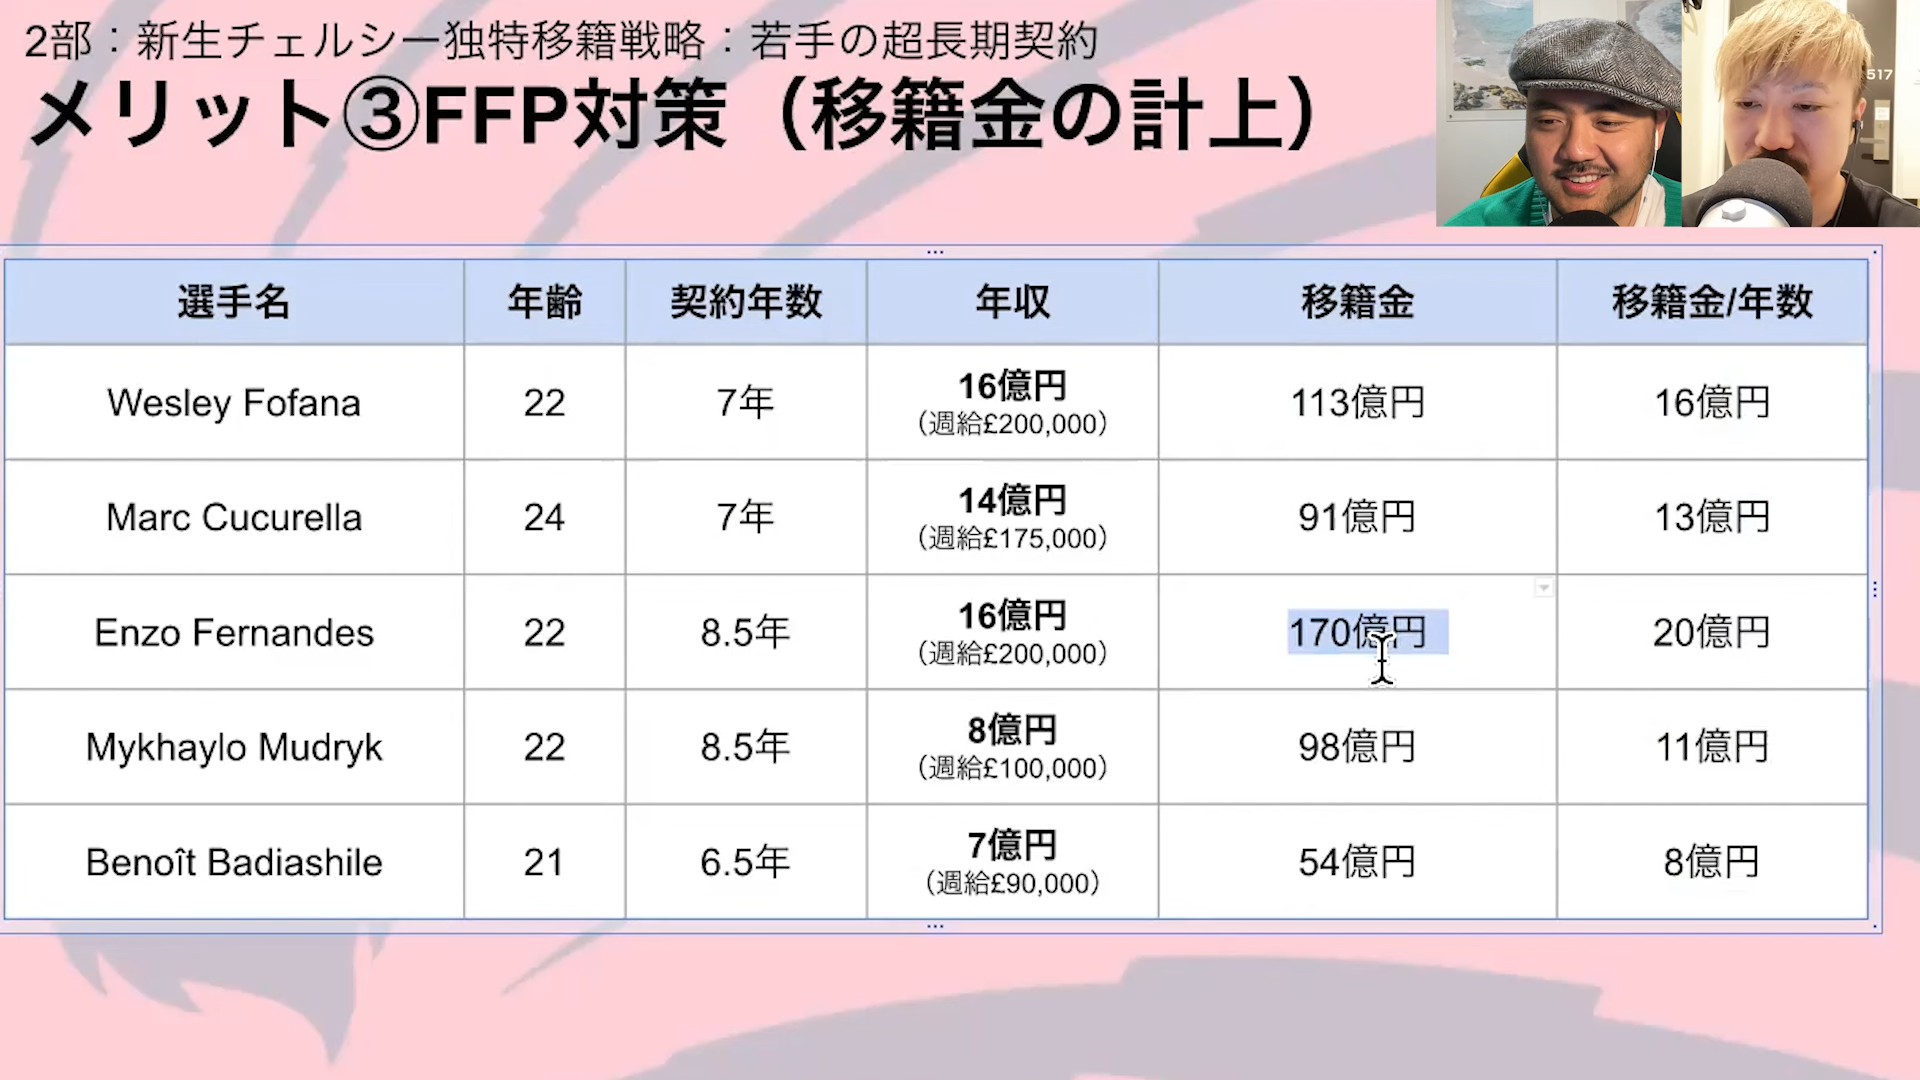 2部：新生チェルシー独特移籍戦略：若手の超長期契約
メリット③FFP対策（移籍金の計上）
517
選手名 年齢 契約年数 年収 移籍金 移籍金/年数
Wesley Fofana 22 7年 16億円 113億円 16億円
（週給£200,000）
Marc Cucurella 24 7年 14億円 91億円 13億円
（週給£175,000）
Enzo Fernandes 22 8.5年 16億円 170億円 20億円
（週給£200,000）
Mykhaylo Mudryk 22 8.5年 8億円 98億円 11億円
（週給£100,000）
Benoît Badiashile 21 6.5年 7億円 54億円 8億円
（週給£90,000）